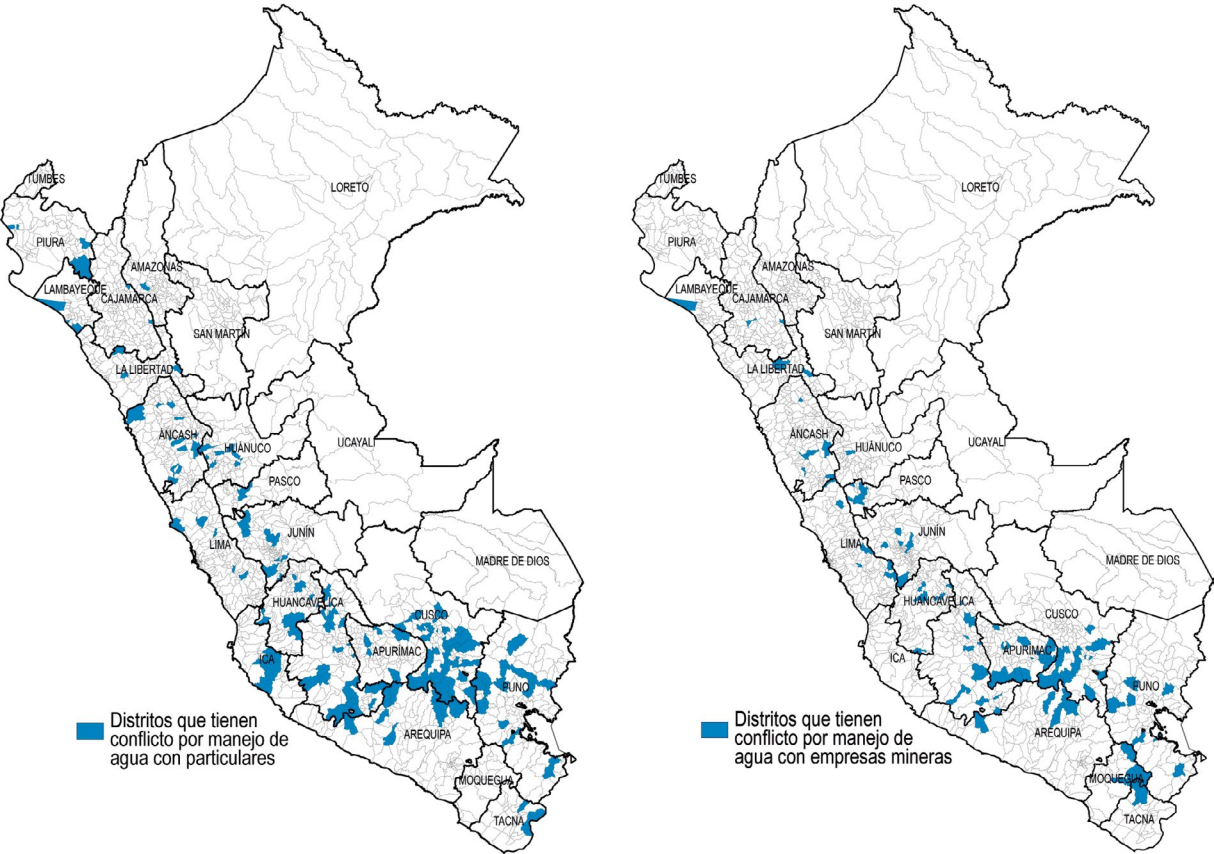 TUMBES
PIURA
LORETO
AMAZONAS
LAMBAYEQUE
CAJAMARCA
SAN MARTÍN
LA LIBERTAD
ÁNCASH
HUÁNUCO
UCAYALI
PASCO
LIMA
JUNÍN
MADRE DE DIOS
HUANCAVELICA
CUSCO
ICA
APURÍMAC
PUNO
AREQUIPA
MOQUEGUA
TACNA
Distritos que tienen
conflicto por manejo de
agua con particulares
TUMBES
PIURA
LORETO
AMAZONAS
LAMBAYEQUE
CAJAMARCA
SAN MARTÍN
LA LIBERTAD
ÁNCASH
HUÁNUCO
UCAYALI
PASCO
LIMA
JUNÍN
MADRE DE DIOS
HUANCAVELICA
CUSCO
ICA
APURÍMAC
PUNO
AREQUIPA
MOQUEGUA
TACNA
Distritos que tienen
conflicto por manejo de
agua con empresas mineras